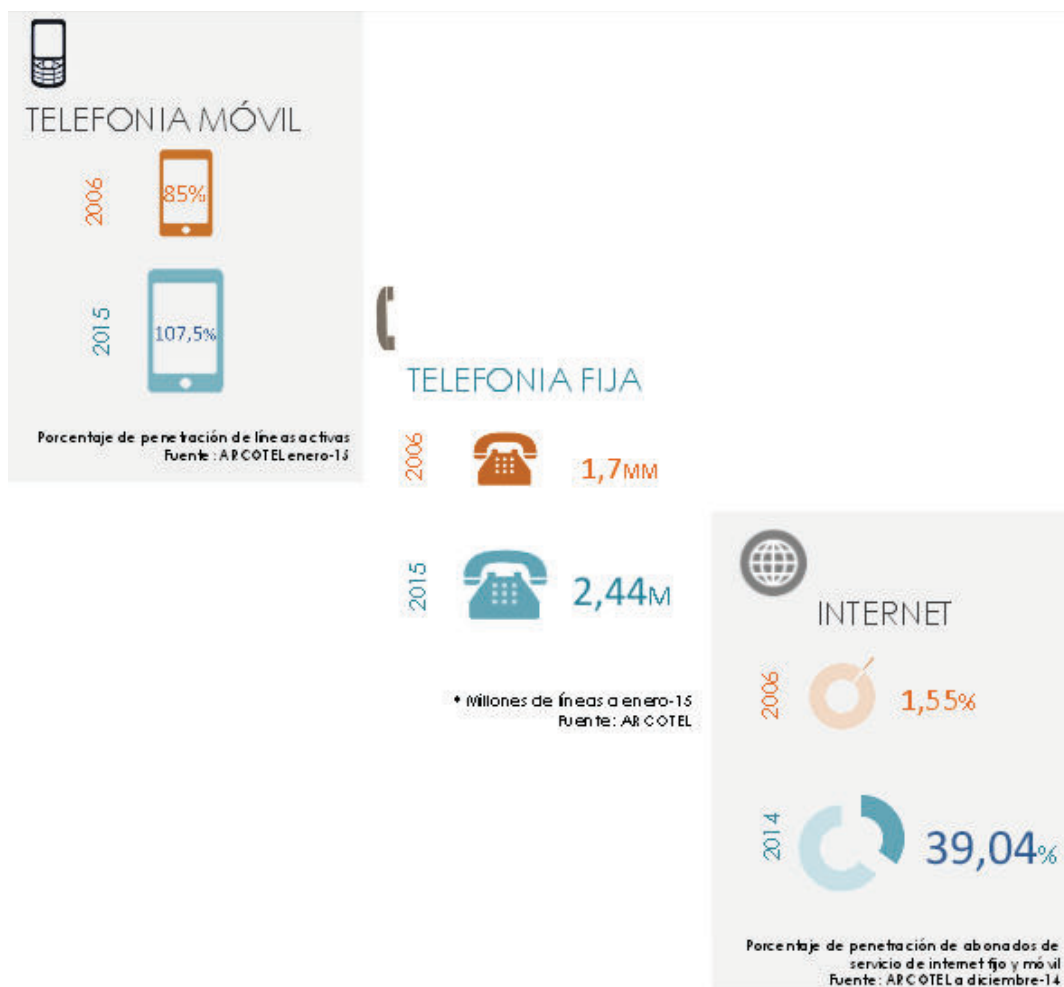 TELEFONIA MÓVIL
2006
85%
2015
107,5%
Porcentaje de penetración de líneas activas
Fuente: ARCOTEL enero-15
TELEFONIA FIJA
2006
1,7MM
2015
2,44M
* Millones de líneas a enero-15
Fuente: ARCOTEL
INTERNET
2006
1,55%
2014
39,04%
Porcentaje de penetración de abonados de
servicio de internet fijo y móvil
Fuente: ARCOTEL a diciembre-14